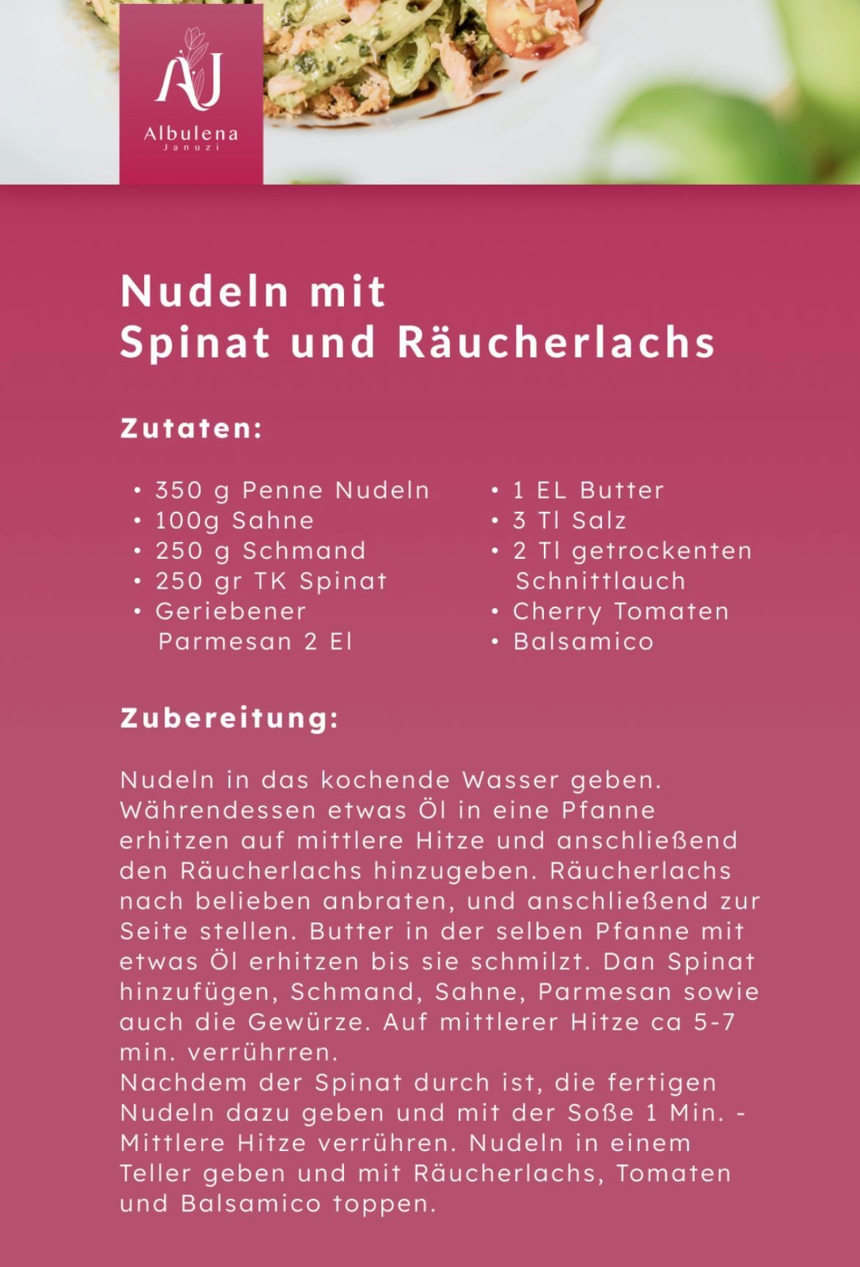 AJ
Albulena
Januzi
Nudeln mit
Spinat und Räucherlachs
Zutaten:
• 350 g Penne Nudeln
• 100g Sahne
• 250 g Schmand
• 250 gr TK Spinat
• Geriebener
Parmesan 2 El
• 1 EL Butter
• 3 Tl Salz
• 2 Tl getrockenten
Schnittlauch
• Cherry Tomaten
• Balsamico
Zubereitung:
Nudeln in das kochende Wasser geben.
Währendessen etwas Öl in eine Pfanne
erhitzen auf mittlere Hitze und anschließend
den Räucherlachs hinzugeben. Räucherlachs
nach belieben anbraten, und anschließend zur
Seite stellen. Butter in der selben Pfanne mit
etwas Öl erhitzen bis sie schmilzt. Dan Spinat
hinzufügen, Schmand, Sahne, Parmesan sowie
auch die Gewürze. Auf mittlerer Hitze ca 5-7
min. verrührren.
Nachdem der Spinat durch ist, die fertigen
Nudeln dazu geben und mit der Soße 1 Min. -
Mittlere Hitze verrühren. Nudeln in einem
Teller geben und mit Räucherlachs, Tomaten
und Balsamico toppen.